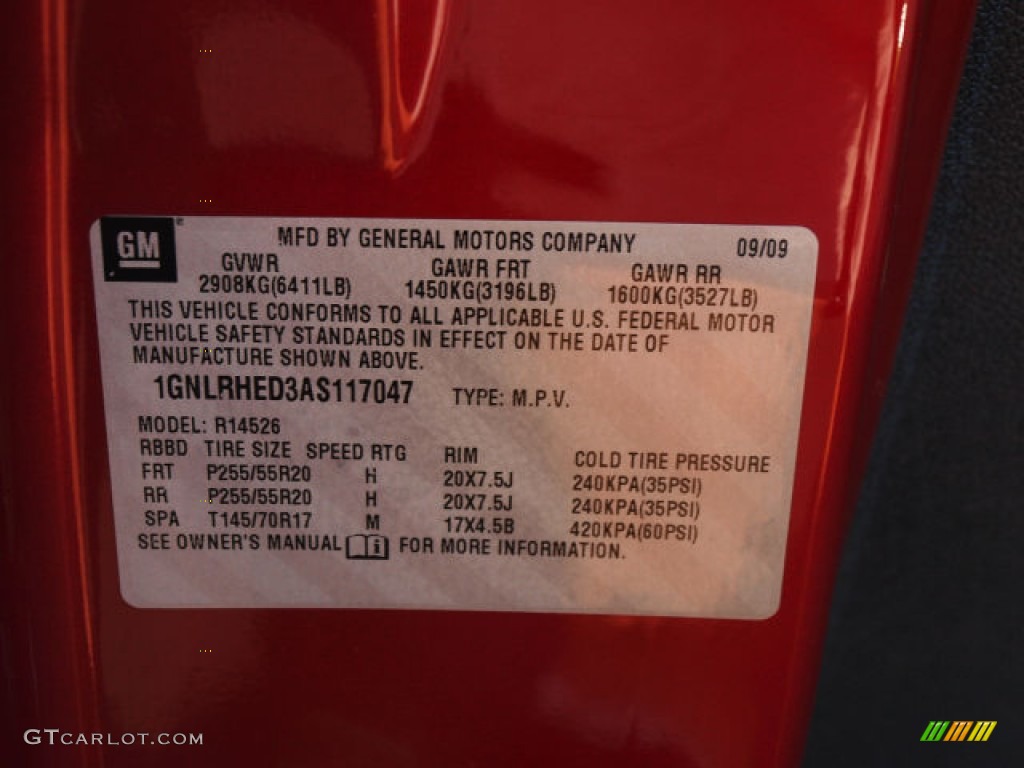 GM
MFD BY GENERAL MOTORS COMPANY 09/09
GVWR GAWR FRT GAWR RR
2908KG(6411LB) 1450KG(3196LB) 1600KG(3527LB)
THIS VEHICLE CONFORMS TO ALL APPLICABLE U.S. FEDERAL MOTOR
VEHICLE SAFETY STANDARDS IN EFFECT ON THE DATE OF
MANUFACTURE SHOWN ABOVE.
1GNLRHED3AS117047 TYPE: M.P.V.
MODEL: R14526
RBBD TIRE SIZE SPEED RTG RIM COLD TIRE PRESSURE
FRT P255/55R20 H 20X7.5J 240KPA(35PSI)
RR P255/55R20 H 20X7.5J 240KPA(35PSI)
SPA T145/70R17 M 17X4.5B 420KPA(60PSI)
SEE OWNER'S MANUAL FOR MORE INFORMATION.
GTCARLOT.COM